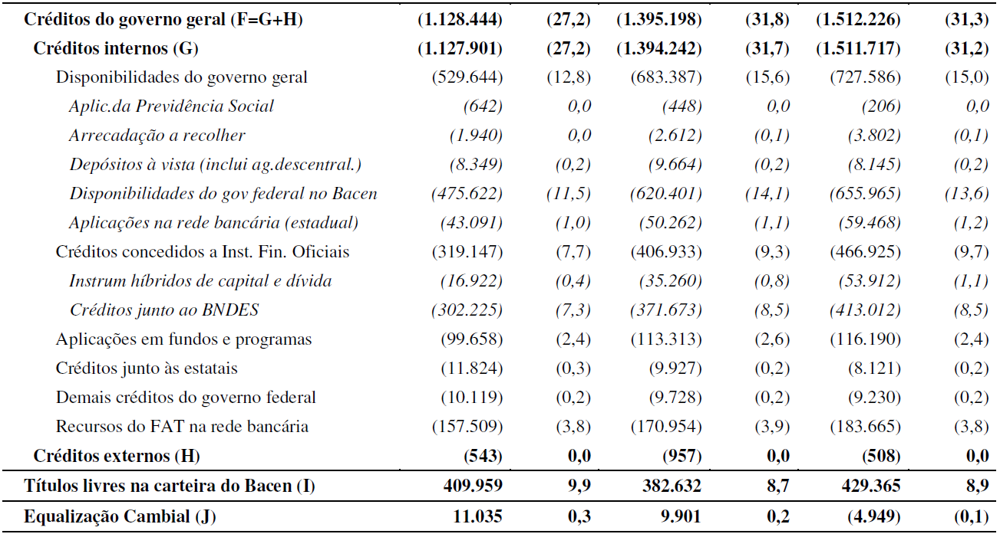 Créditos do governo geral (F=G+H) (1.128.444) (27,2) (1.395.198) (31,8) (1.512.226) (31,3)
Créditos internos (G) (1.127.901) (27,2) (1.394.242) (31,7) (1.511.717) (31,2)
Disponibilidades do governo geral (529.644) (12,8) (683.387) (15,6) (727.586) (15,0)
Aplic.da Previdência Social (642) 0,0 (448) 0,0 (206) 0,0
Arrecadação a recolher (1.940) 0,0 (2.612) (0,1) (3.802) (0,1)
Depósitos à vista (inclui ag.descentral.) (8.349) (0,2) (9.664) (0,2) (8.145) (0,2)
Disponibilidades do gov federal no Bacen (475.622) (11,5) (620.401) (14,1) (655.965) (13,6)
Aplicações na rede bancária (estadual) (43.091) (1,0) (50.262) (1,1) (59.468) (1,2)
Créditos concedidos a Inst. Fin. Oficiais (319.147) (7,7) (406.933) (9,3) (466.925) (9,7)
Instrum híbridos de capital e dívida (16.922) (0,4) (35.260) (0,8) (53.912) (1,1)
Créditos junto ao BNDES (302.225) (7,3) (371.673) (8,5) (413.012) (8,5)
Aplicações em fundos e programas (99.658) (2,4) (113.313) (2,6) (116.190) (2,4)
Créditos junto às estatais (11.824) (0,3) (9.927) (0,2) (8.121) (0,2)
Demais créditos do governo federal (10.119) (0,2) (9.728) (0,2) (9.230) (0,2)
Recursos do FAT na rede bancária (157.509) (3,8) (170.954) (3,9) (183.665) (3,8)
Créditos externos (H) (543) 0,0 (957) 0,0 (508) 0,0
Títulos livres na carteira do Bacen (I) 409.959 9,9 382.632 8,7 429.365 8,9
Equalização Cambial (J) 11.035 0,3 9.901 0,2 (4.949) (0,1)